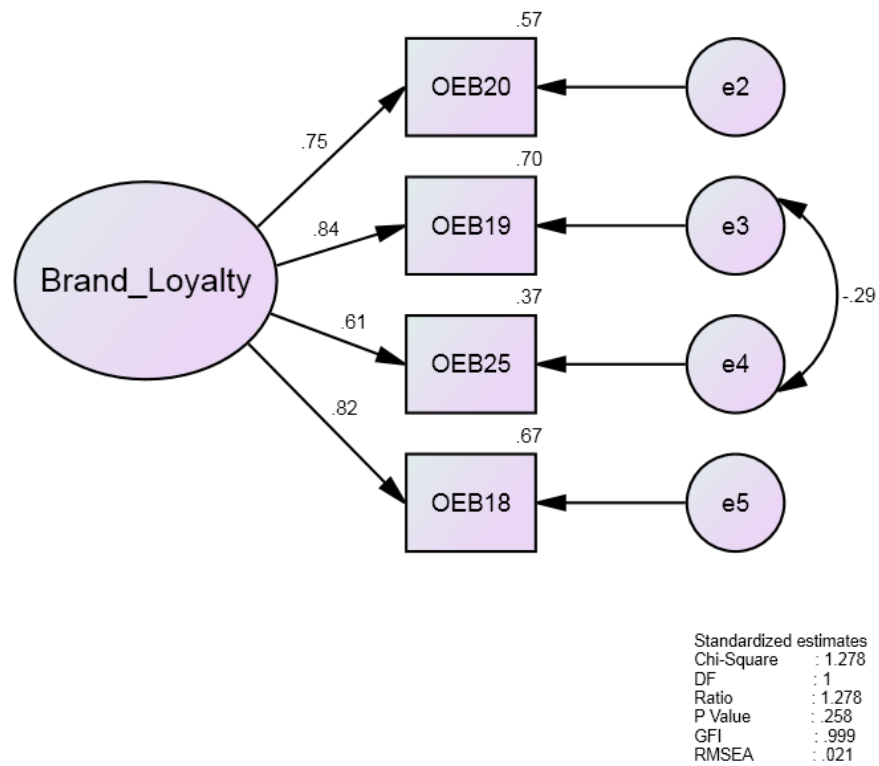 .57
OEB20
e2
.75
.70
.84
OEB19
e3
Brand_Loyalty
-.29
.37
.61
OEB25
e4
.82
.67
OEB18
e5
Standardized estimates
Chi-Square : 1.278
DF : 1
Ratio : 1.278
P Value : .258
GFI : .999
RMSEA : .021